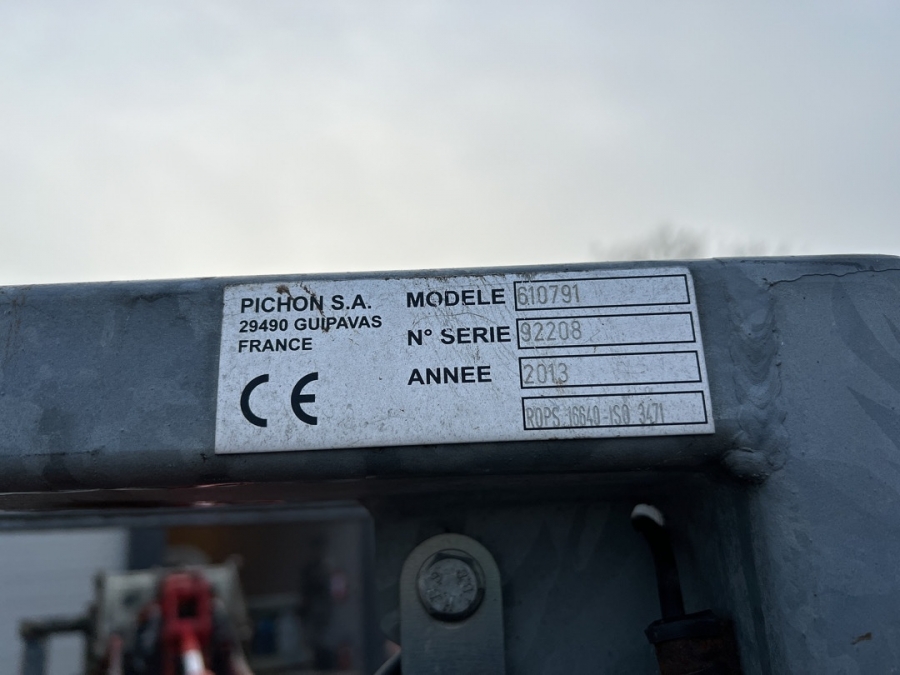 PICHON S.A.
29490 GUIPAVAS
FRANCE
CE
MODELE 610791
N° SERIE 92208
ANNEE 2013
ROPS 16640-ISO 3471